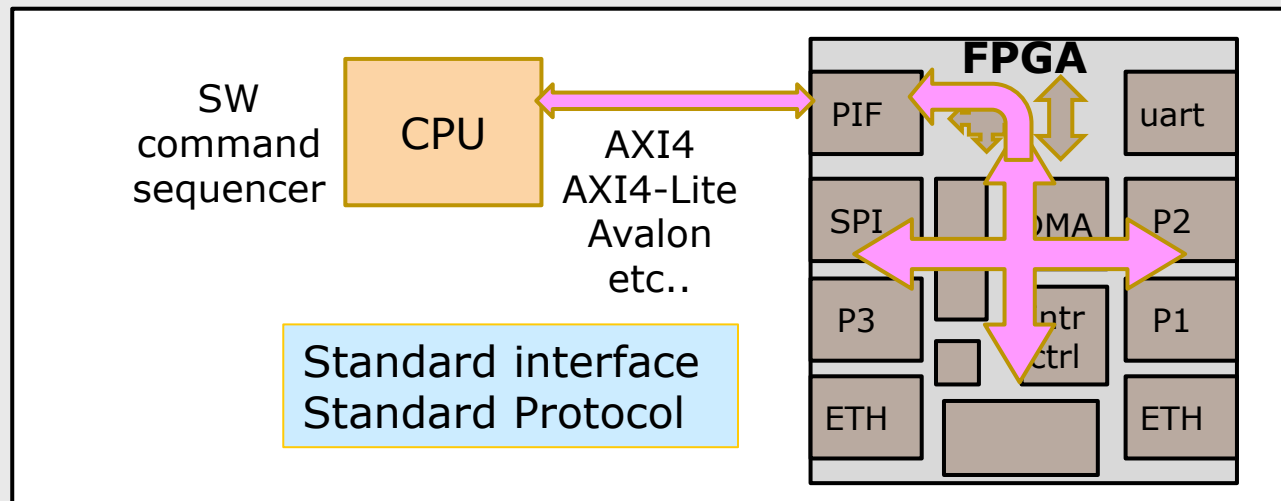 SW
command
sequencer
CPU
AXI4
AXI4-Lite
Avalon
etc..
Standard interface
Standard Protocol
FPGA
PIF
uart
SPI
P2
P3
P1
ctrl
ETH
ETH